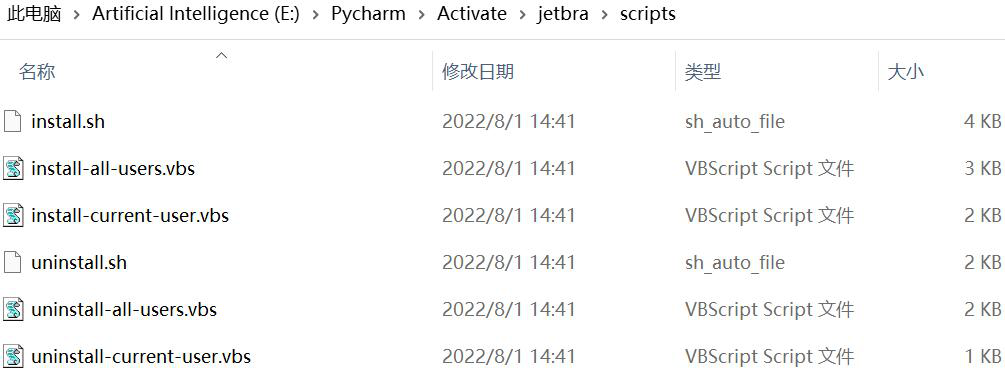 此电脑 > Artificial Intelligence (E:) > Pycharm > Activate > jetbra > scripts
名称 修改日期 类型 大小
install.sh 2022/8/1 14:41 sh_auto_file 4 KB
install-all-users.vbs 2022/8/1 14:41 VBScript Script 文件 3 KB
install-current-user.vbs 2022/8/1 14:41 VBScript Script 文件 2 KB
uninstall.sh 2022/8/1 14:41 sh_auto_file 2 KB
uninstall-all-users.vbs 2022/8/1 14:41 VBScript Script 文件 2 KB
uninstall-current-user.vbs 2022/8/1 14:41 VBScript Script 文件 1 KB